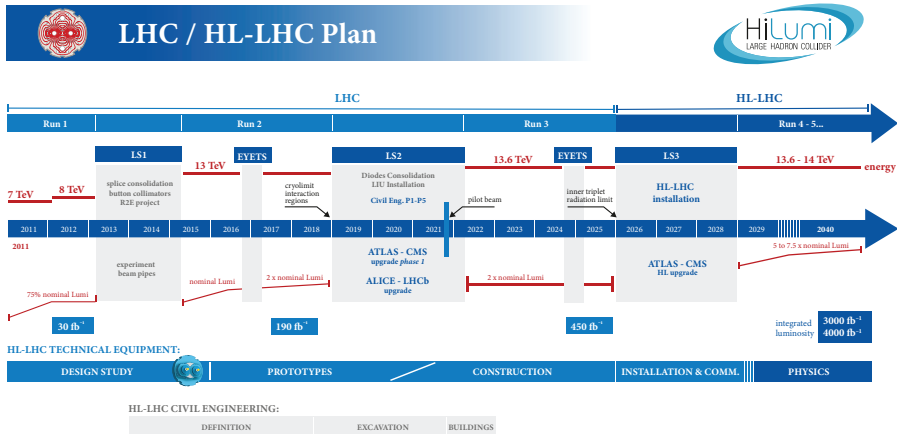 LHC / HL-LHC Plan
HiLumi
LARGE HADRON COLLIDER
LHC
HL-LHC
Run 1
Run 2
Run 3
Run 4 - 5...
LS1
EYETS
LS2
EYETS
LS3
13 TeV
13.6 TeV
13.6 - 14 TeV
energy
7 TeV
8 TeV
splice consolidation
button collimators
R2E project
cryolimit
interaction
regions
Diodes Consolidation
LIU Installation
Civil Eng. P1-P5
pilot beam
inner triplet
radiation limit
HL-LHC
installation
2011
2012
2013
2014
2015
2016
2017
2018
2019
2020
2021
2022
2023
2024
2025
2026
2027
2028
2029
2040
2011
experiment
beam pipes
ATLAS - CMS
upgrade phase 1
ALICE - LHCb
upgrade
ATLAS - CMS
HL upgrade
5 to 7.5 x nominal Lumi
75% nominal Lumi
nominal Lumi
2 x nominal Lumi
2 x nominal Lumi
30 fb⁻¹
190 fb⁻¹
450 fb⁻¹
integrated
luminosity
3000 fb⁻¹
4000 fb⁻¹
HL-LHC TECHNICAL EQUIPMENT:
DESIGN STUDY
PROTOTYPES
CONSTRUCTION
INSTALLATION & COMM.
PHYSICS
HL-LHC CIVIL ENGINEERING:
DEFINITION
EXCAVATION
BUILDINGS